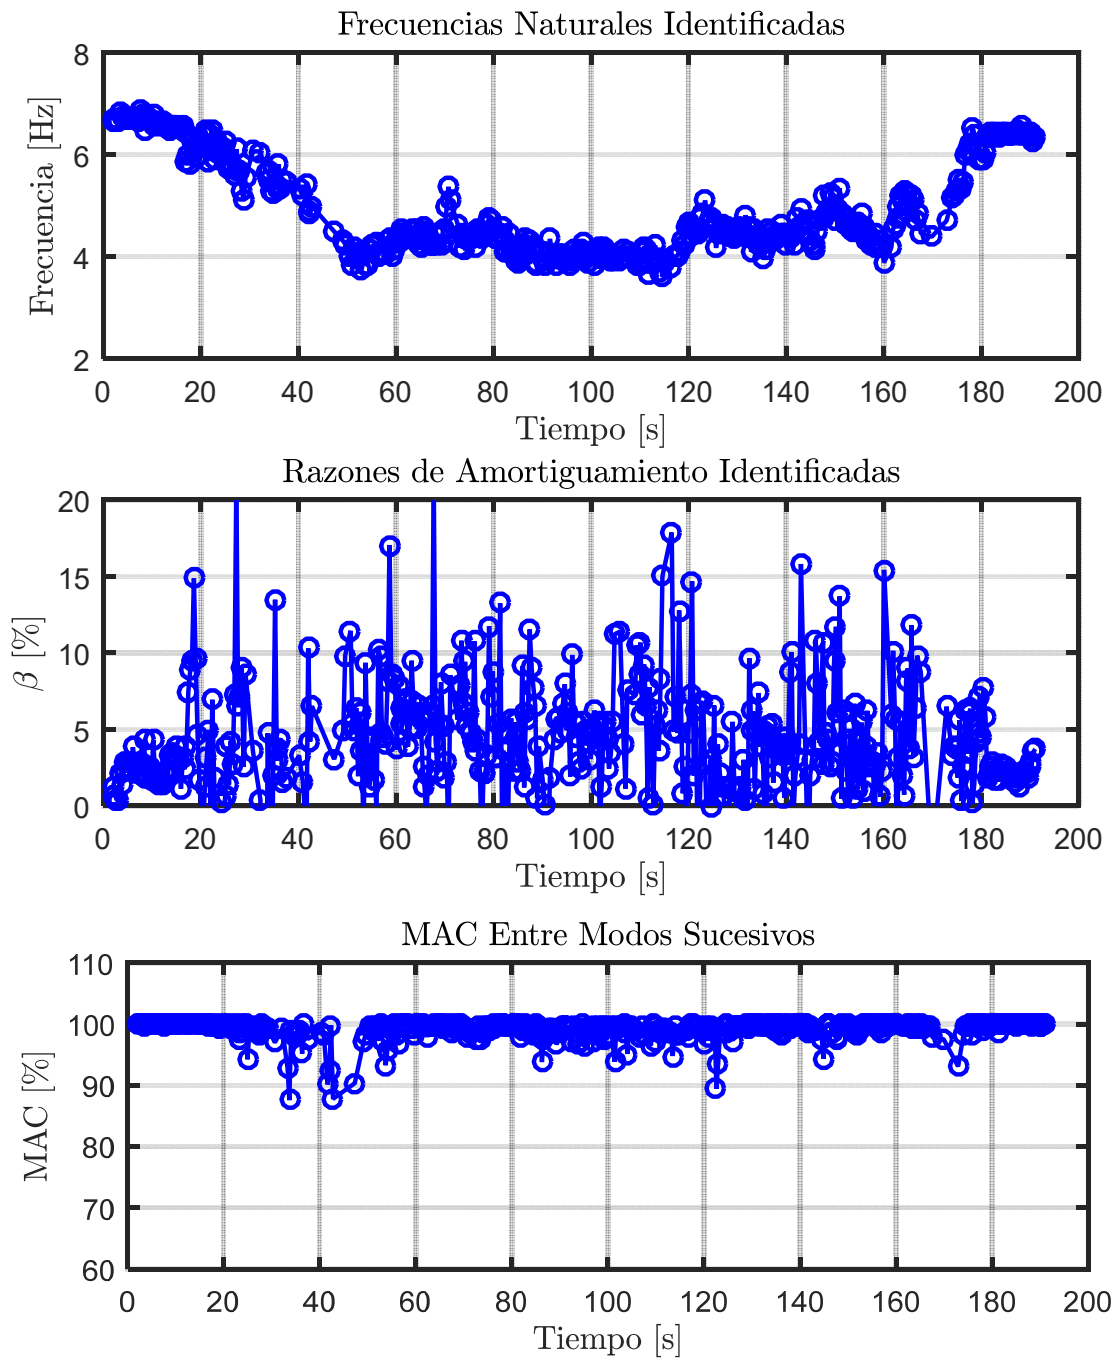 Frecuencias Naturales Identificadas
Frecuencia [Hz]
8
6
4
2
0 20 40 60 80 100 120 140 160 180 200
Tiempo [s]
Razones de Amortiguamiento Identificadas
β [%]
20
15
10
5
0
0 20 40 60 80 100 120 140 160 180 200
Tiempo [s]
MAC Entre Modos Sucesivos
MAC [%]
110
100
90
80
70
60
0 20 40 60 80 100 120 140 160 180 200
Tiempo [s]